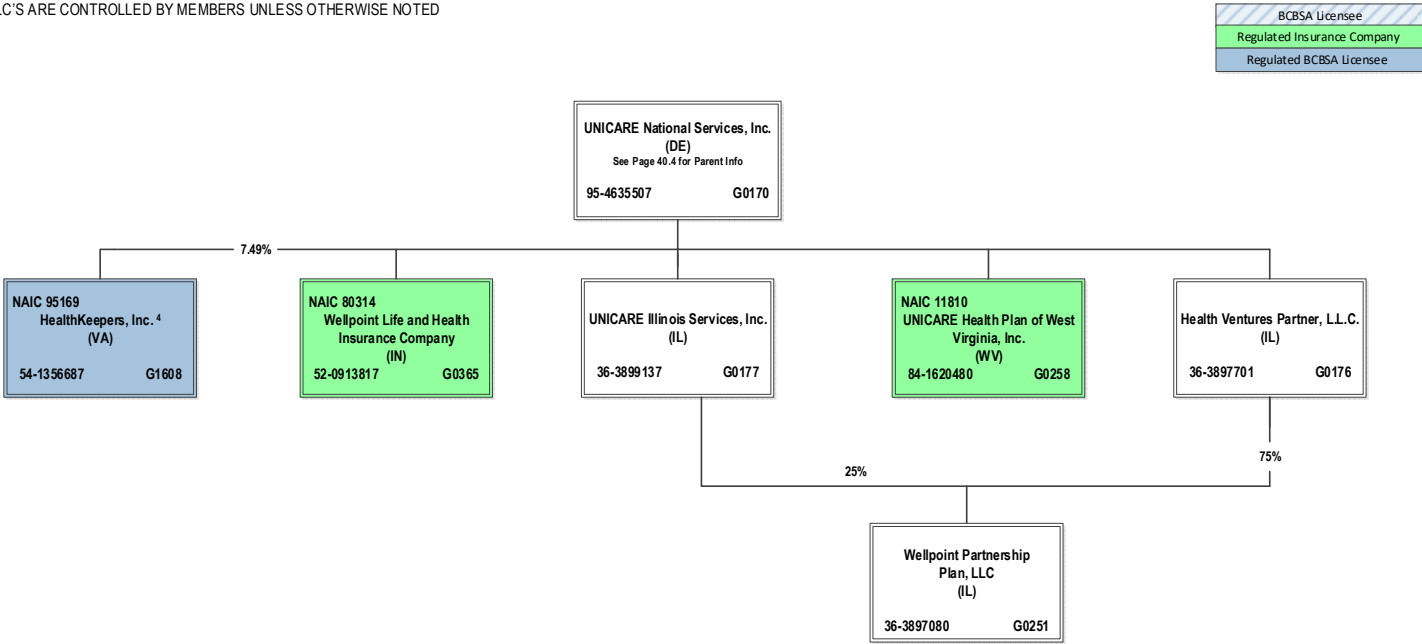 LC'S ARE CONTROLLED BY MEMBERS UNLESS OTHERWISE NOTED
BCBSA Licensee
Regulated Insurance Company
Regulated BCBSA Licensee
UNICARE National Services, Inc.
(DE)
See Page 40.4 for Parent Info
95-4635507 G0170
7.49%
NAIC 95169
HealthKeepers, Inc. ⁴
(VA)
54-1356687 G1608
NAIC 80314
Wellpoint Life and Health
Insurance Company
(IN)
52-0913817 G0365
UNICARE Illinois Services, Inc.
(IL)
36-3899137 G0177
NAIC 11810
UNICARE Health Plan of West
Virginia, Inc.
(WV)
84-1620480 G0258
Health Ventures Partner, L.L.C.
(IL)
36-3897701 G0176
25%
75%
Wellpoint Partnership
Plan, LLC
(IL)
36-3897080 G0251